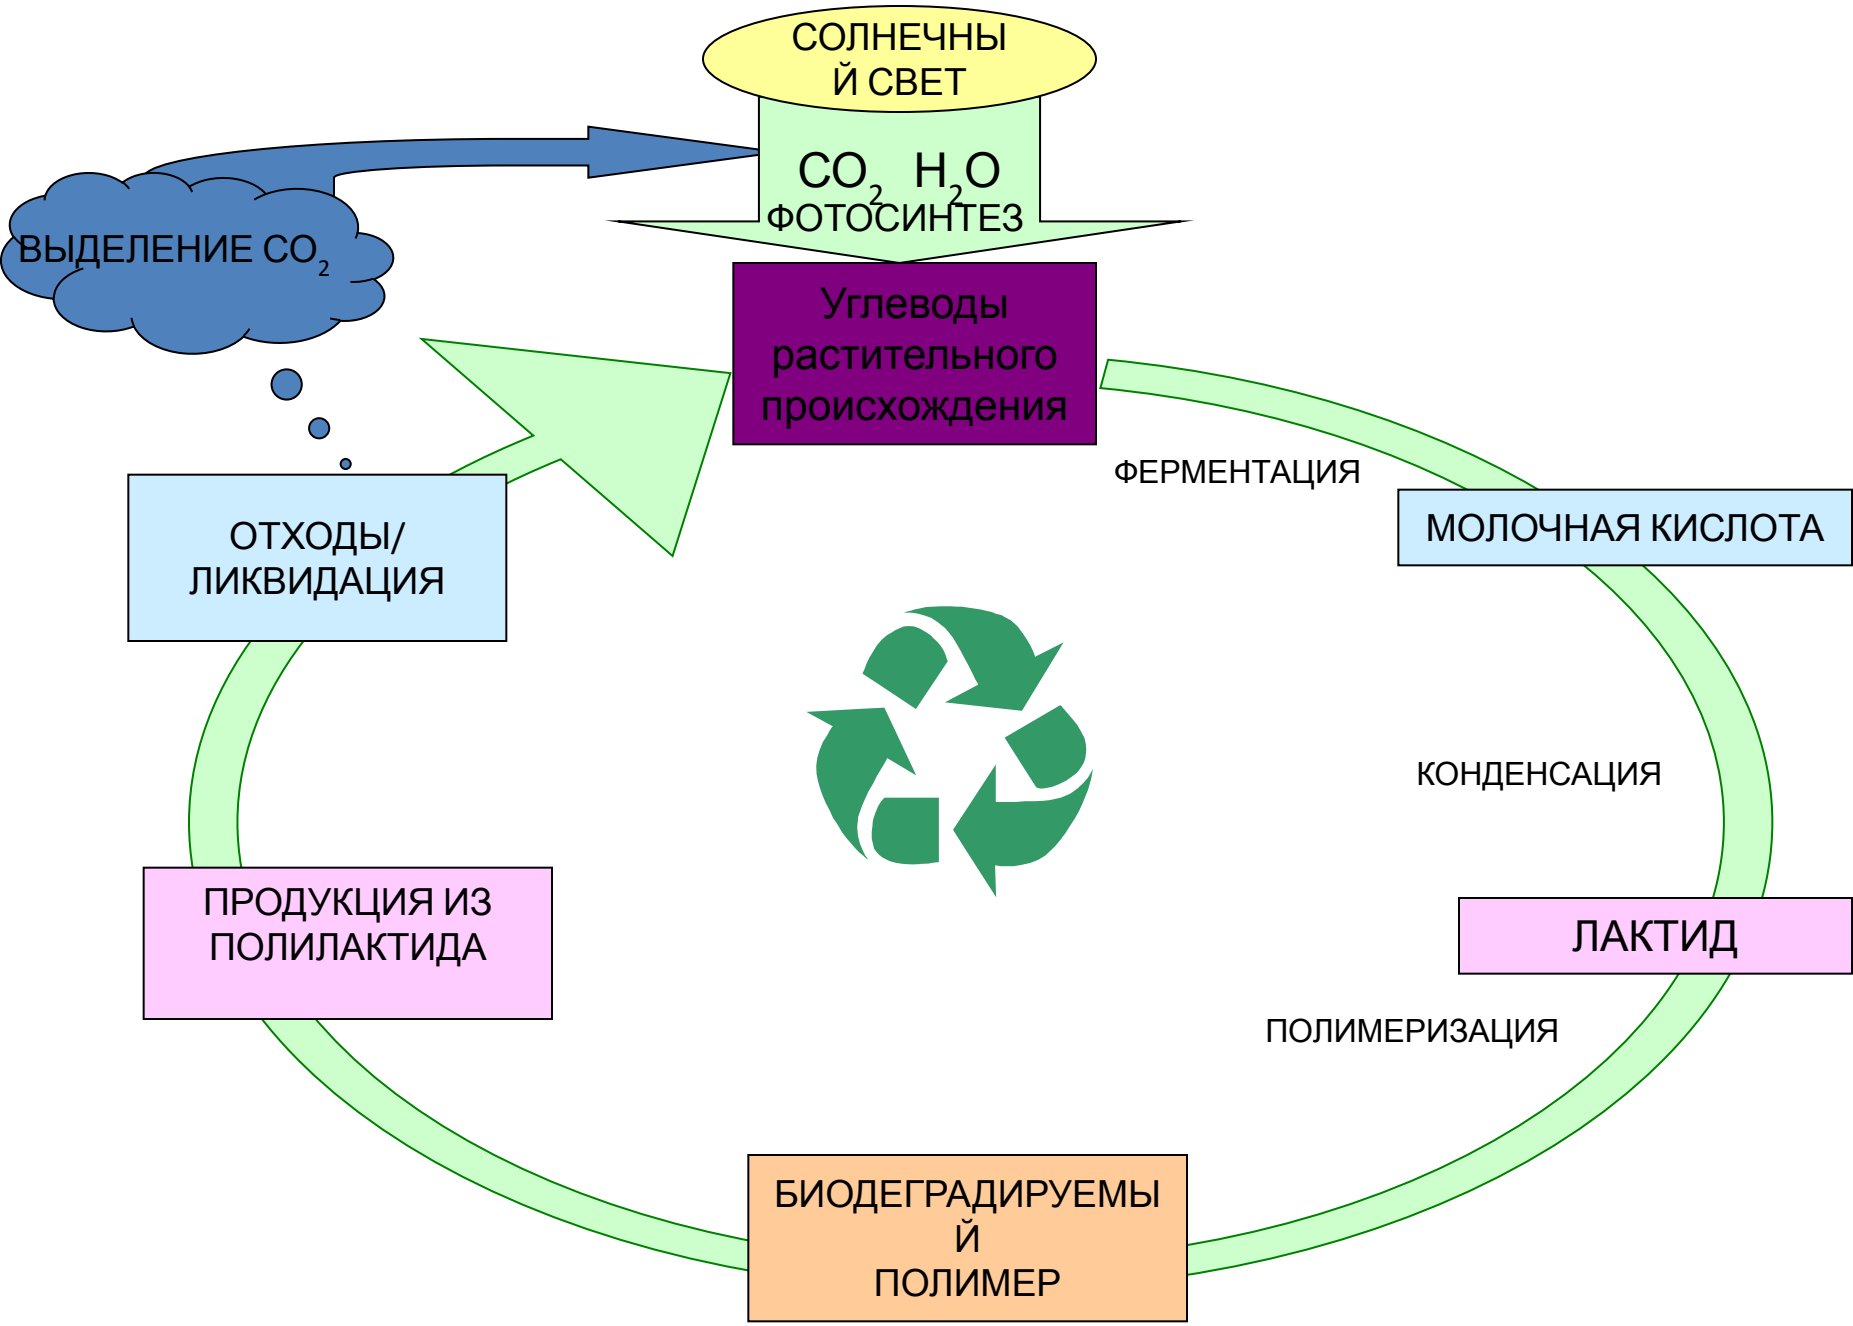 СОЛНЕЧНЫ
Й СВЕТ
CO₂ H₂O
ФОТОСИНТЕЗ
ВЫДЕЛЕНИЕ CO₂
Углеводы
растительного
происхождения
ФЕРМЕНТАЦИЯ
МОЛОЧНАЯ КИСЛОТА
ОТХОДЫ/
ЛИКВИДАЦИЯ
КОНДЕНСАЦИЯ
ПРОДУКЦИЯ ИЗ
ПОЛИЛАКТИДА
ЛАКТИД
ПОЛИМЕРИЗАЦИЯ
БИОДЕГРАДИРУЕМЫ
Й
ПОЛИМЕР